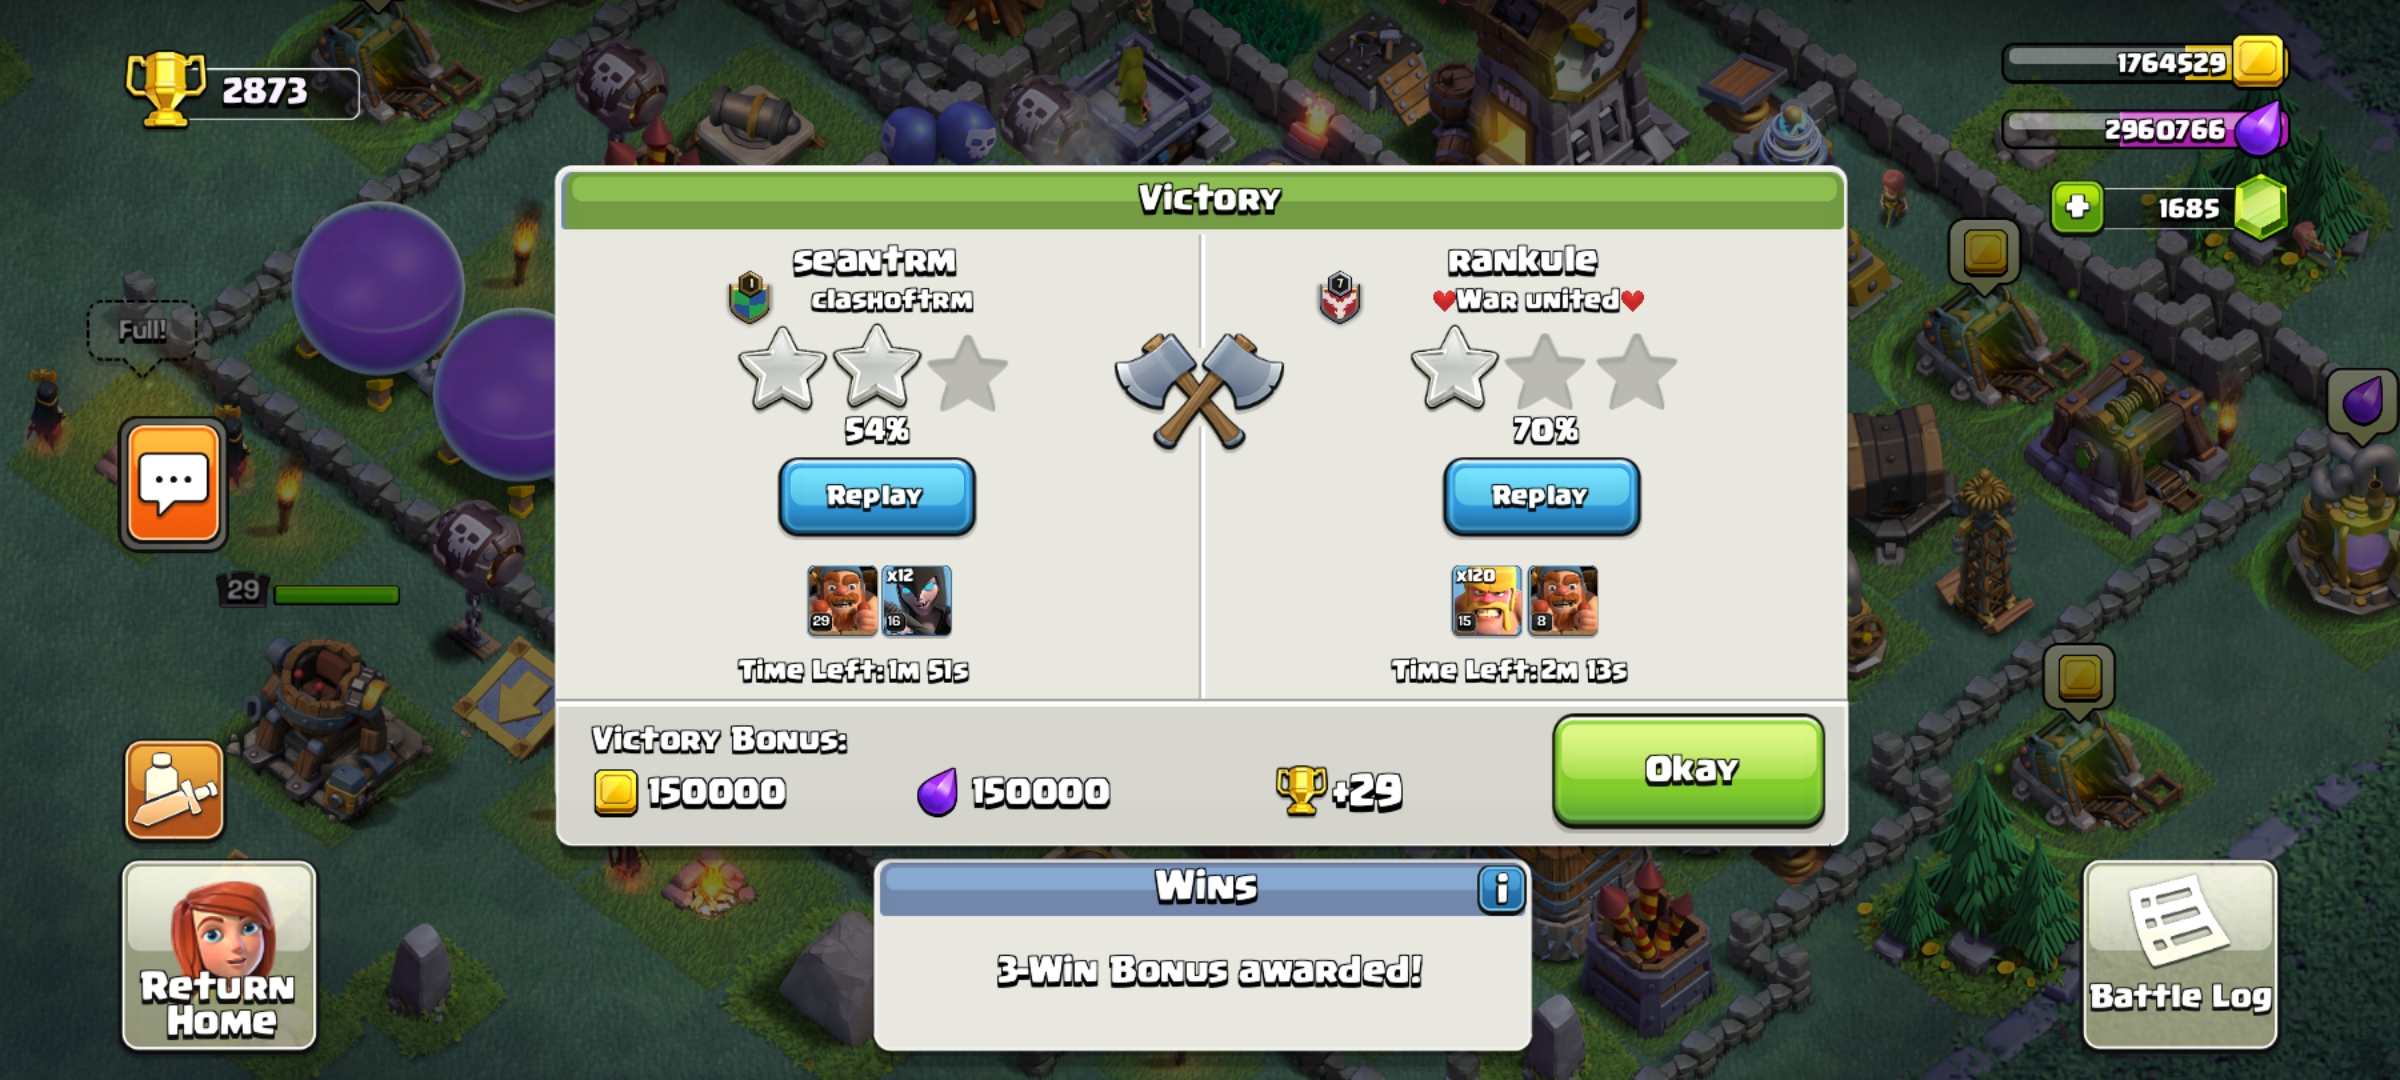 2873
1764529
2960766
1685
Full!
29
Victory
seantrm
1
clashoftrm
54%
Replay
29
x12
16
Time Left:1m 51s
Rankule
7
❤War united❤
70%
Replay
x120
15
8
Time Left:2m 13s
Victory Bonus:
150000
150000
+29
Okay
Wins
i
3-Win Bonus awarded!
Return
Home
Battle Log